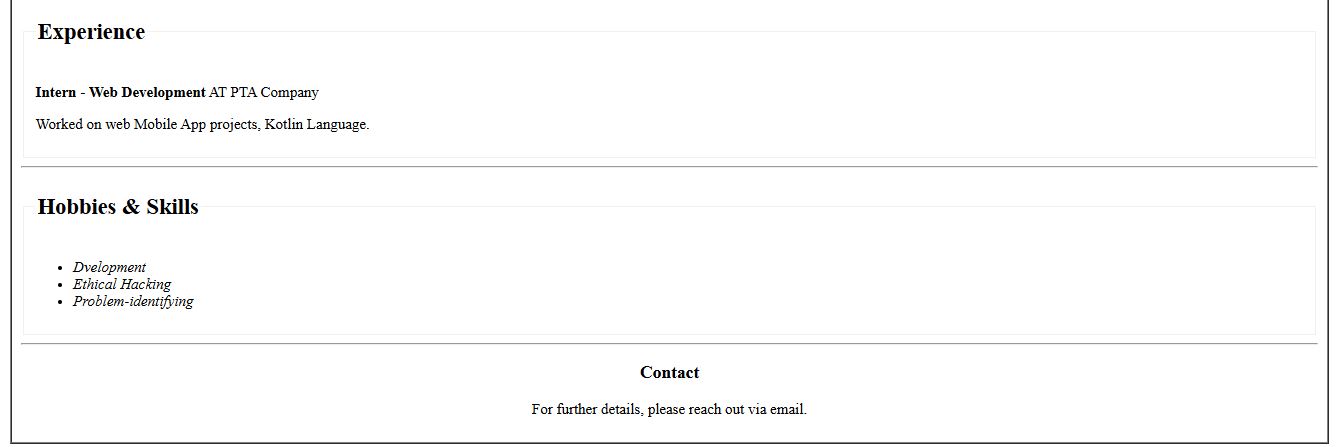 Experience
Intern - Web Development AT PTA Company
Worked on web Mobile App projects, Kotlin Language.
Hobbies & Skills
Dvelopment
Ethical Hacking
Problem-identifying
Contact
For further details, please reach out via email.